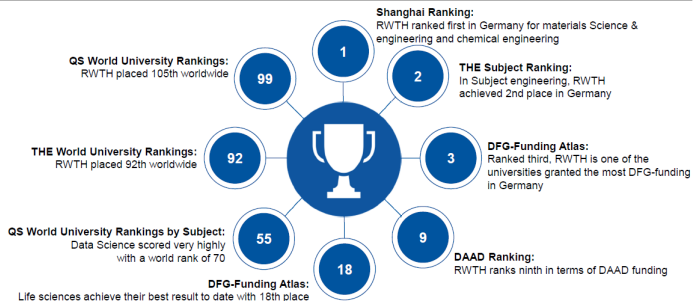 Shanghai Ranking:
RWTH ranked first in Germany for materials Science &
engineering and chemical engineering
1
QS World University Rankings:
RWTH placed 105th worldwide
99
2
THE Subject Ranking:
In Subject engineering, RWTH
achieved 2nd place in Germany
THE World University Rankings:
RWTH placed 92th worldwide
92
3
DFG-Funding Atlas:
Ranked third, RWTH is one of the
universities granted the most DFG-funding
in Germany
QS World University Rankings by Subject:
Data Science scored very highly
with a world rank of 70
55
9
DAAD Ranking:
RWTH ranks ninth in terms of DAAD funding
18
DFG-Funding Atlas:
Life sciences achieve their best result to date with 18th place